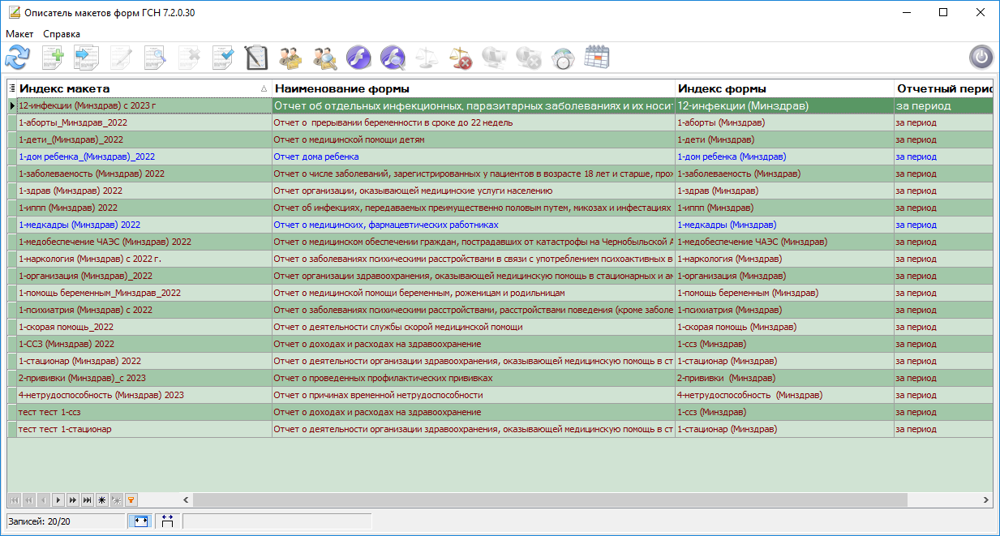 Описатель макетов форм ГСН 7.2.0.30
Макет Справка
Индекс макета Наименование формы Индекс формы Отчетный перио
12-инфекции (Минздрав) с 2023 г Отчет об отдельных инфекционных, паразитарных заболеваниях и их носит 12-инфекции (Минздрав) за период
1-аборты_Минздрав_2022 Отчет о прерывании беременности в сроке до 22 недель 1-аборты (Минздрав) за период
1-дети_(Минздрав)_2022 Отчет о медицинской помощи детям 1-дети (Минздрав) за период
1-дом ребенка_(Минздрав)_2022 Отчет дома ребенка 1-дом ребенка (Минздрав) за период
1-заболеваемость (Минздрав) 2022 Отчет о числе заболеваний, зарегистрированных у пациентов в возрасте 18 лет и старше, прож 1-заболеваемость (Минздрав) за период
1-здрав (Минздрав) 2022 Отчет организации, оказывающей медицинские услуги населению 1-здрав (Минздрав) за период
1-иппп (Минздрав) 2022 Отчет об инфекциях, передаваемых преимущественно половым путем, микозах и инфестациях 1-иппп (Минздрав) за период
1-медкадры (Минздрав) 2022 Отчет о медицинских, фармацевтических работниках 1-медкадры (Минздрав) за период
1-медобеспечение ЧАЭС (Минздрав) 2022 Отчет о медицинском обеспечении граждан, пострадавших от катастрофы на Чернобыльской А 1-медобеспечение ЧАЭС (Минздрав) за период
1-наркология (Минздрав) с 2022 г. Отчет о заболеваниях психическими расстройствами в связи с употреблением психоактивных в 1-наркология (Минздрав) за период
1-организация (Минздрав)_2022 Отчет организации здравоохранения, оказывающей медицинскую помощь в стационарных и ам 1-организация (Минздрав) за период
1-помощь беременным_Минздрав_2022 Отчет о медицинской помощи беременным, роженицам и родильницам 1-помощь беременным (Минздрав) за период
1-психиатрия (Минздрав) с 2022 Отчет о заболеваниях психическими расстройствами, расстройствами поведения (кроме заболе 1-психиатрия (Минздрав) за период
1-скорая помощь_2022 Отчет о деятельности службы скорой медицинской помощи 1-скорая помощь (Минздрав) за период
1-ССЗ (Минздрав) 2022 Отчет о доходах и расходах на здравоохранение 1-ссз (Минздрав) за период
1-стационар (Минздрав) 2022 Отчет о деятельности организации здравоохранения, оказывающей медицинскую помощь в ст 1-стационар (Минздрав) за период
2-прививки (Минздрав)_с 2023 Отчет о проведенных профилактических прививках 2-прививки (Минздрав) за период
4-нетрудоспособность (Минздрав) 2023 Отчет о причинах временной нетрудоспособности 4-нетрудоспособность (Минздрав) за период
тест тест 1-ссз Отчет о доходах и расходах на здравоохранение 1-ссз (Минздрав) за период
тест тест 1-стационар Отчет о деятельности организации здравоохранения, оказывающей медицинскую помощь в ст 1-стационар (Минздрав) за период
Записей: 20/20